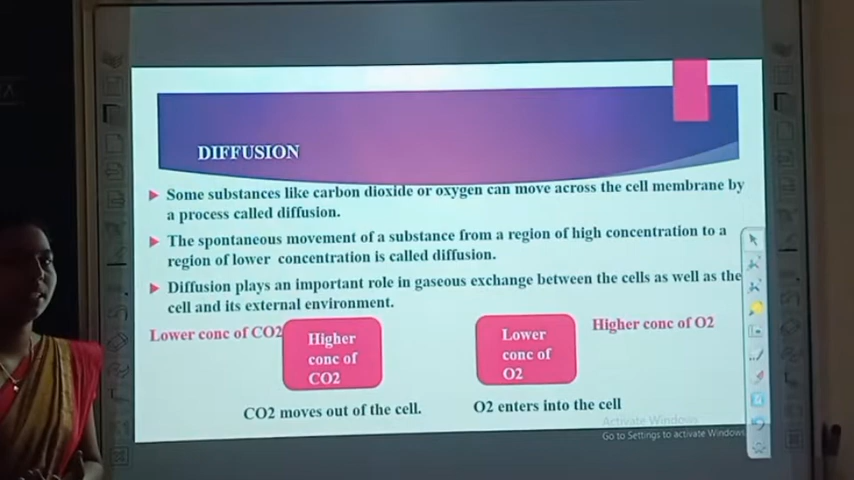 DIFFUSION
Some substances like carbon dioxide or oxygen can move across the cell membrane by
a process called diffusion.
The spontaneous movement of a substance from a region of high concentration to a
region of lower concentration is called diffusion.
Diffusion plays an important role in gaseous exchange between the cells as well as the
cell and its external environment.
Lower conc of CO2
Higher
conc of
CO2
Lower
conc of
O2
Higher conc of O2
CO2 moves out of the cell.
O2 enters into the cell
Activate Windows
Go to Settings to activate Windows